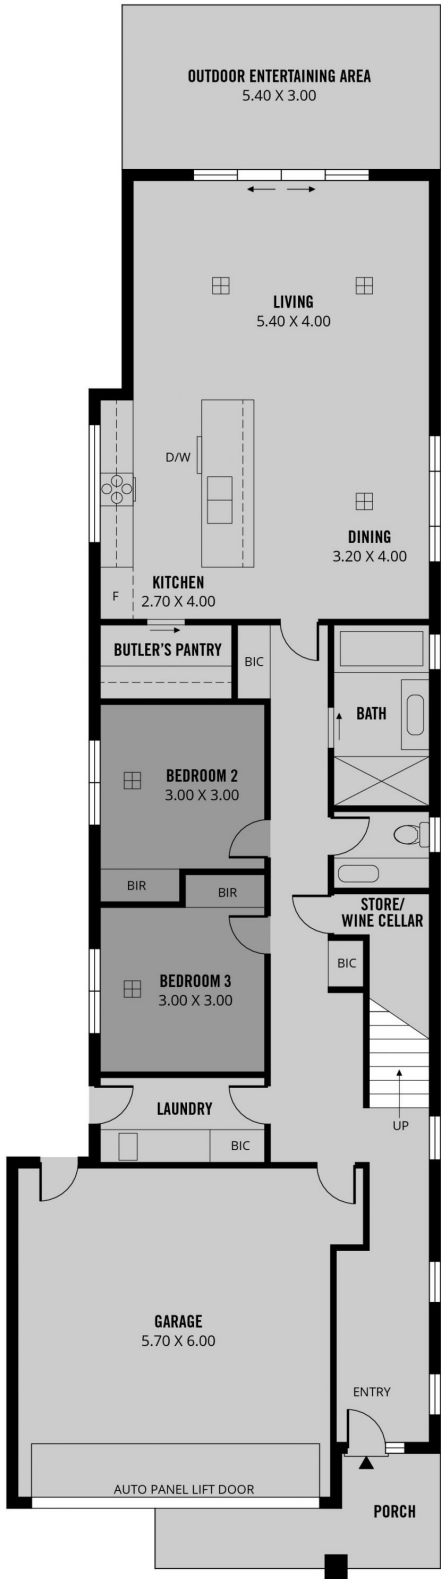 OUTDOOR ENTERTAINING AREA
5.40 X 3.00
LIVING
5.40 X 4.00
D/W
DINING
3.20 X 4.00
KITCHEN
2.70 X 4.00
F
BUTLER'S PANTRY
BIC
BATH
BEDROOM 2
3.00 X 3.00
BIR
BIR
STORE/
WINE CELLAR
BIC
BEDROOM 3
3.00 X 3.00
LAUNDRY
BIC
UP
GARAGE
5.70 X 6.00
ENTRY
AUTO PANEL LIFT DOOR
PORCH